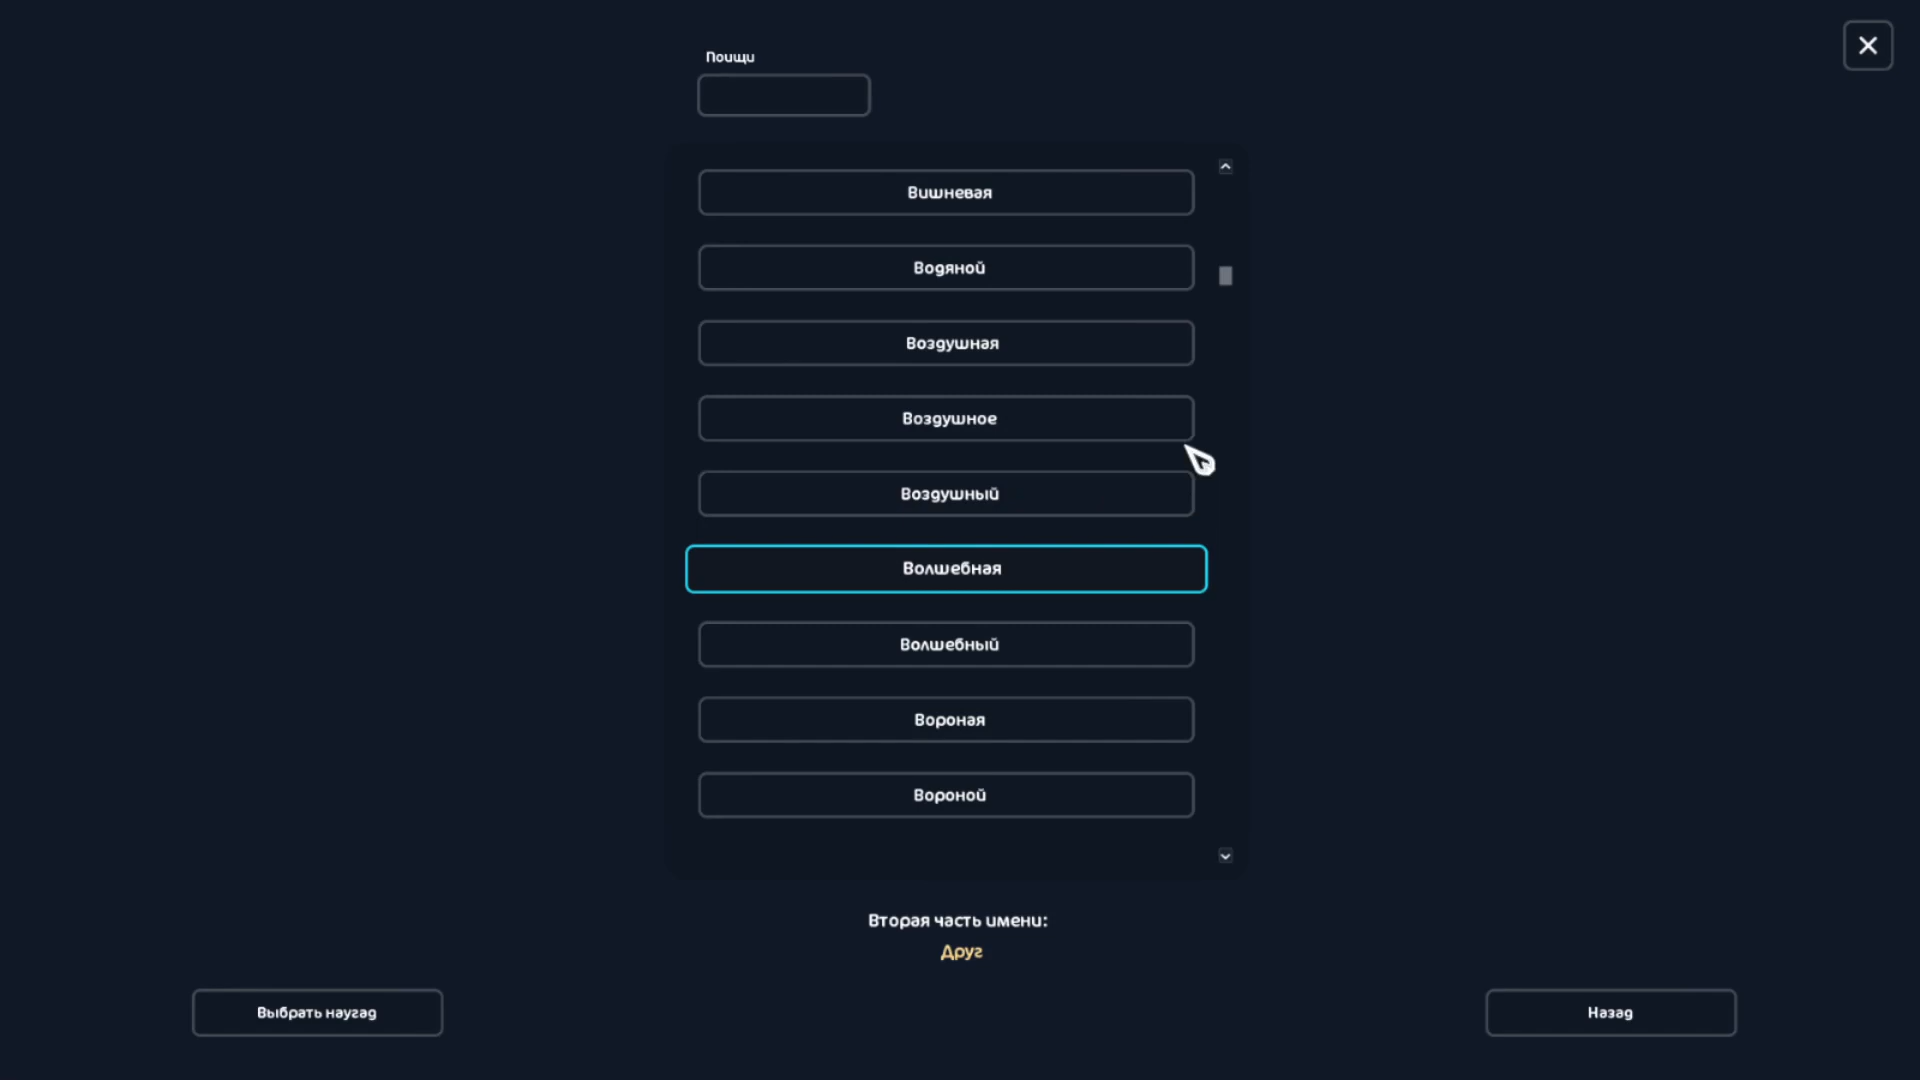 Поищи
Вишневая
Водяной
Воздушная
Воздушное
Воздушный
Волшебная
Волшебный
Вороная
Вороной
Вторая часть имени:
Друг
Выбрать наугад
Назад